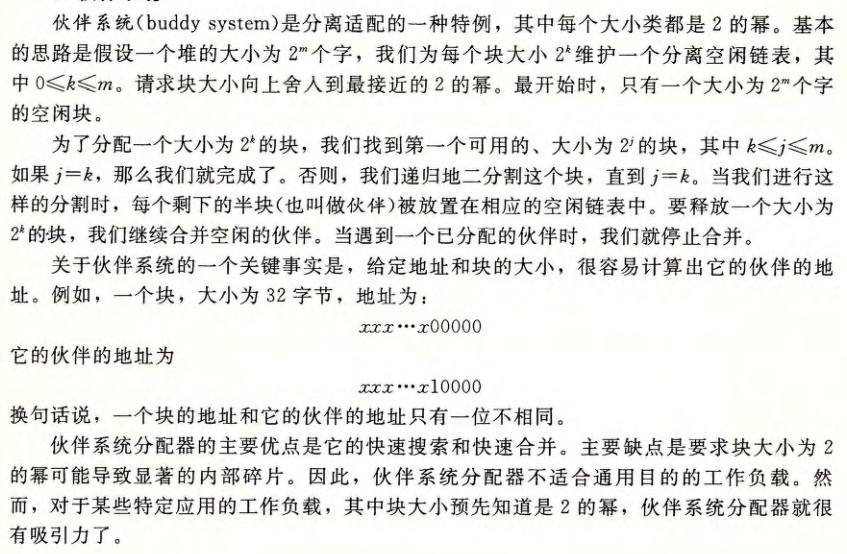 伙伴系统(buddy system)是分离适配的一种特例，其中每个大小类都是 2 的幂。基本
的思路是假设一个堆的大小为 2ᵐ 个字，我们为每个块大小 2ᵏ 维护一个分离空闲链表，其
中 0≤k≤m。请求块大小向上舍入到最接近的 2 的幂。最开始时，只有一个大小为 2ᵐ 个字
的空闲块。
为了分配一个大小为 2ᵏ 的块，我们找到第一个可用的、大小为 2ʲ 的块，其中 k≤j≤m。
如果 j=k，那么我们就完成了。否则，我们递归地二分割这个块，直到 j=k。当我们进行这
样的分割时，每个剩下的半块(也叫做伙伴)被放置在相应的空闲链表中。要释放一个大小为
2ᵏ 的块，我们继续合并空闲的伙伴。当遇到一个已分配的伙伴时，我们就停止合并。
关于伙伴系统的一个关键事实是，给定地址和块的大小，很容易计算出它的伙伴的地
址。例如，一个块，大小为 32 字节，地址为：
xxx…x00000
它的伙伴的地址为
xxx…x10000
换句话说，一个块的地址和它的伙伴的地址只有一位不相同。
伙伴系统分配器的主要优点是它的快速搜索和快速合并。主要缺点是要求块大小为 2
的幂可能导致显著的内部碎片。因此，伙伴系统分配器不适合通用目的的工作负载。然
而，对于某些特定应用的工作负载，其中块大小预先知道是 2 的幂，伙伴系统分配器就很
有吸引力了。